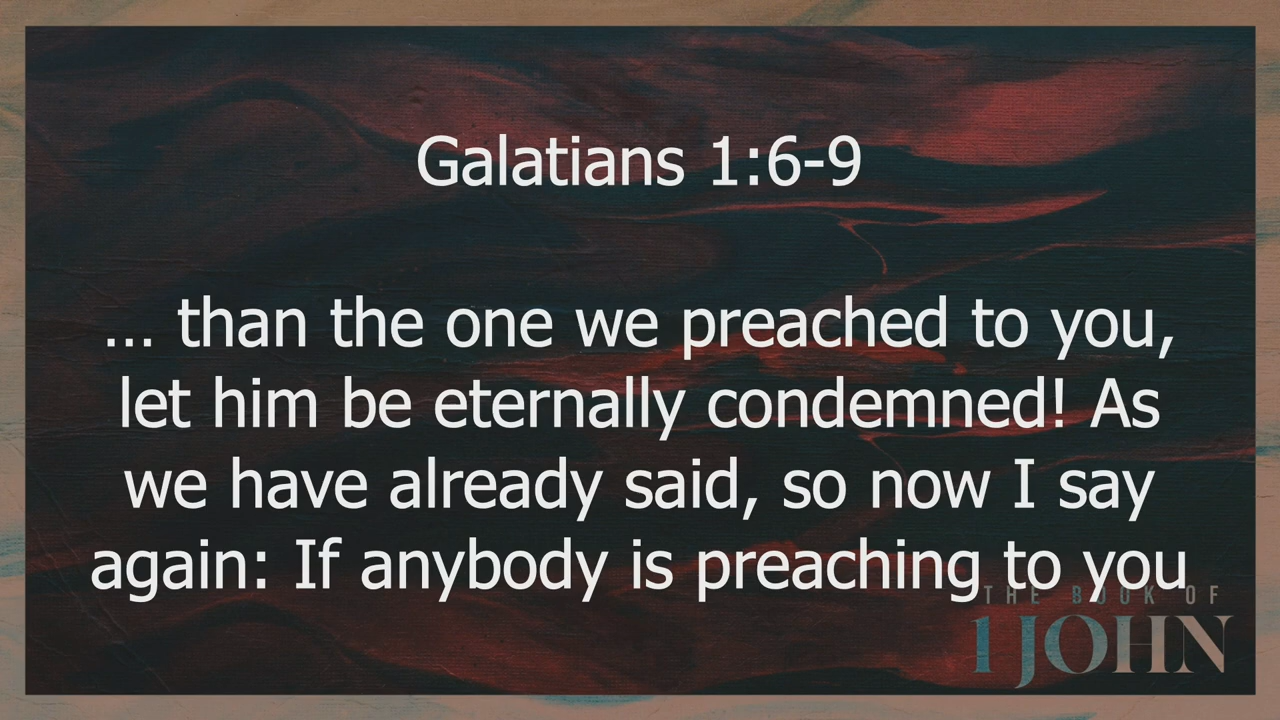 Galatians 1:6-9
... than the one we preached to you,
let him be eternally condemned! As
we have already said, so now I say
again: If anybody is preaching to you
THE BOOK OF
1 JOHN